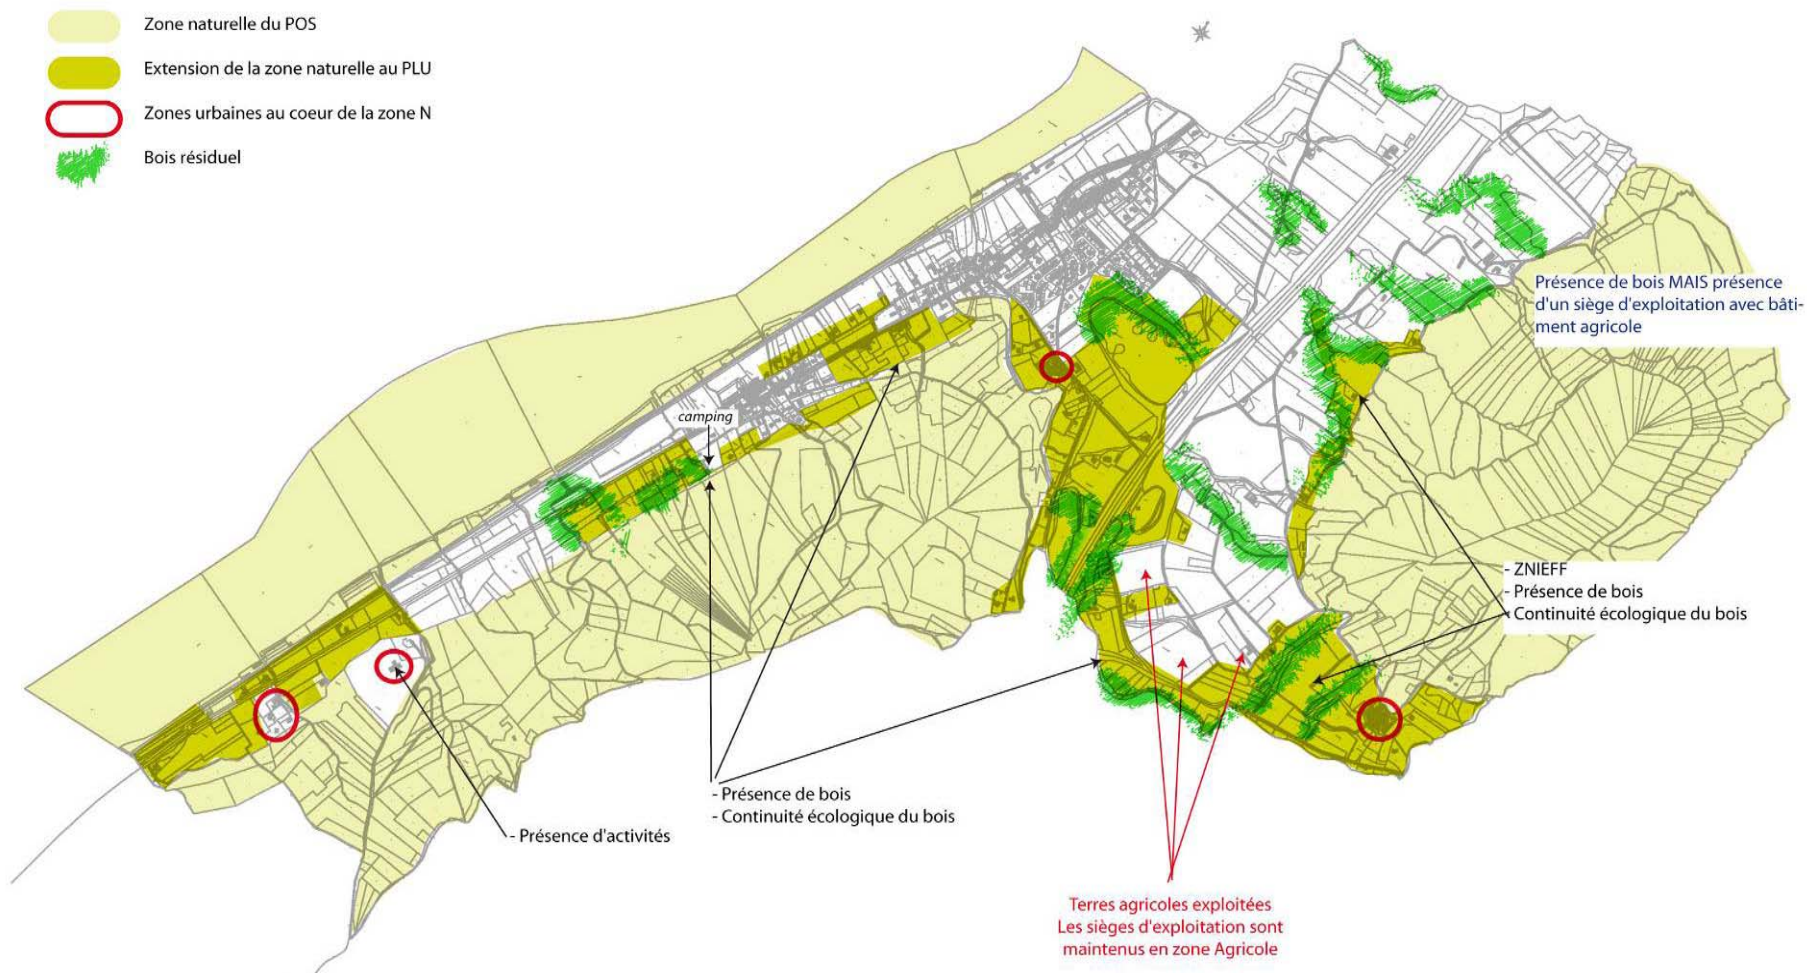 Zone naturelle du POS
Extension de la zone naturelle au PLU
Zones urbaines au coeur de la zone N
Bois résiduel
Présence de bois MAIS présence
d'un siège d'exploitation avec bâti-
ment agricole
camping
- ZNIEFF
- Présence de bois
- Continuité écologique du bois
- Présence de bois
- Continuité écologique du bois
- Présence d'activités
Terres agricoles exploitées
Les sièges d'exploitation sont
maintenus en zone Agricole